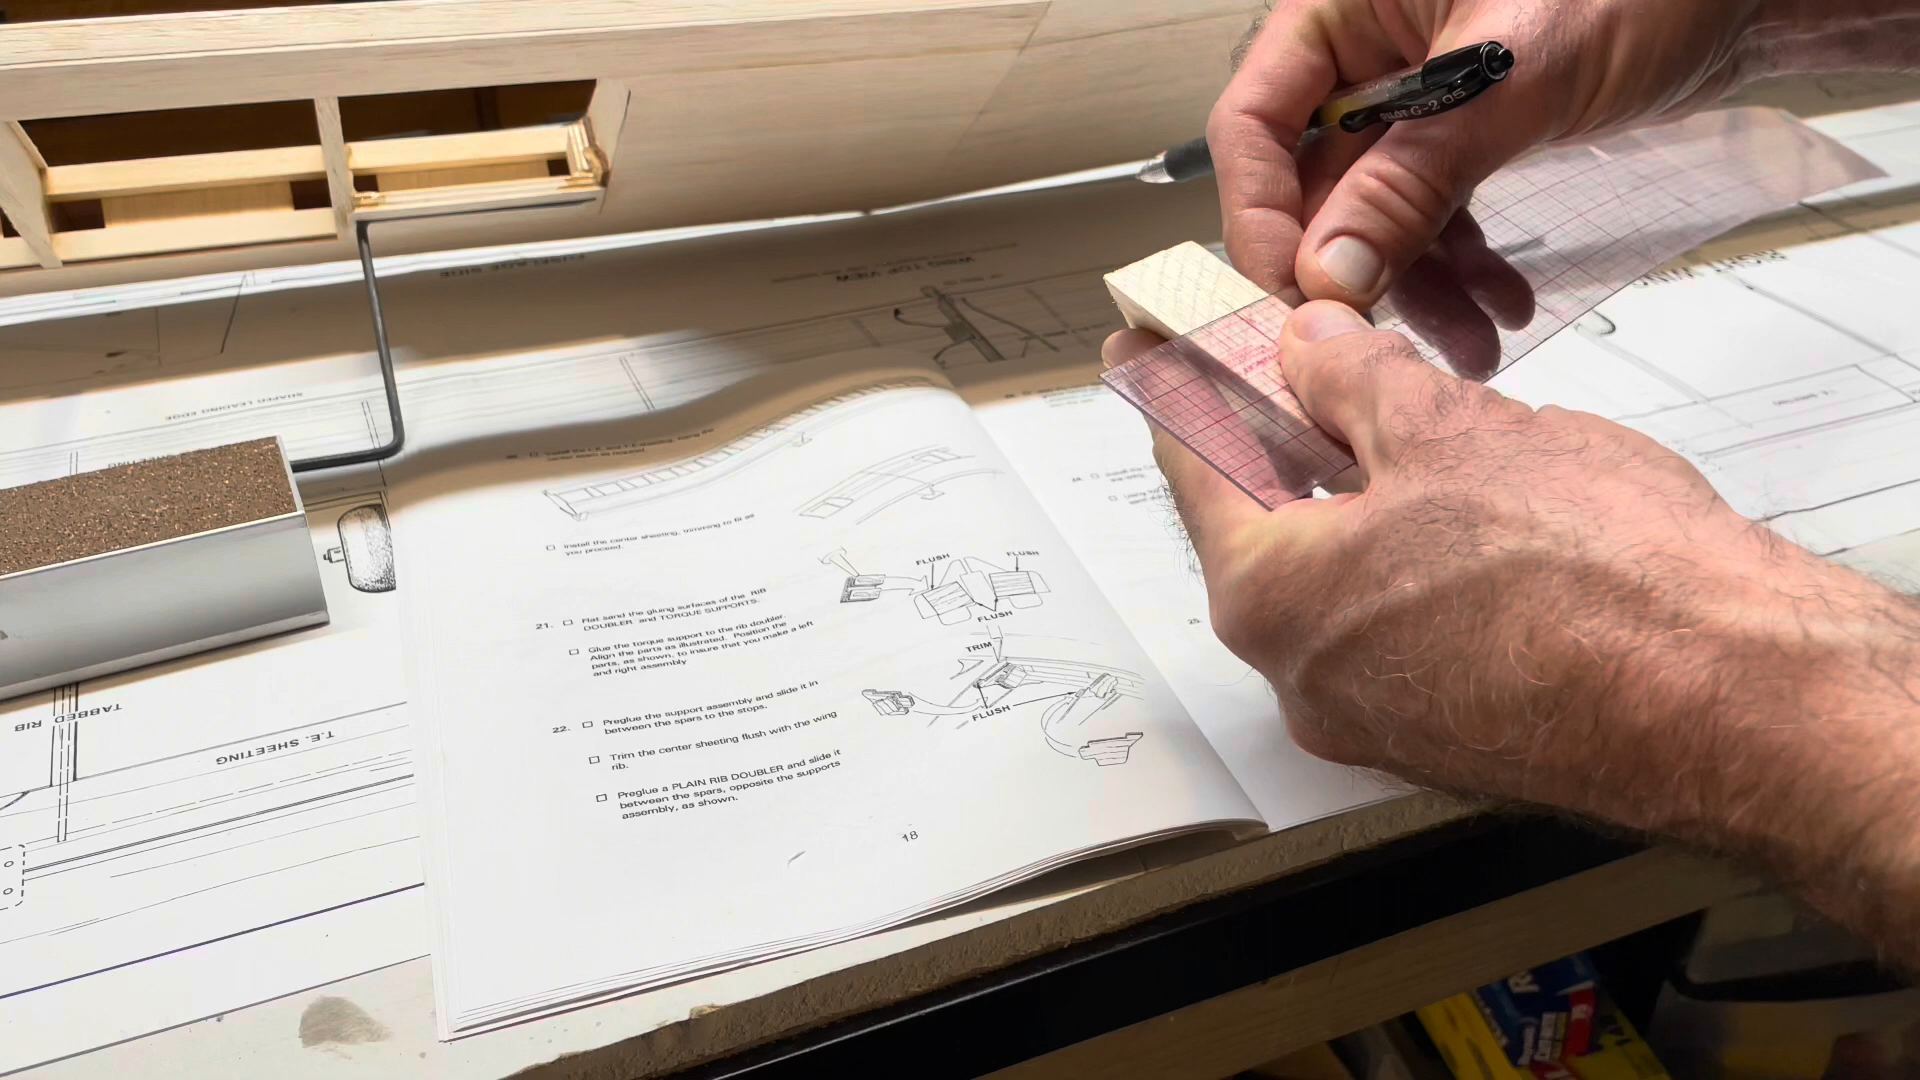 PILOT G-2 05
FUSELAGE SIDE
WING TOP VIEW
RIGHT WING
SHAPED LEADING EDGE
SHEETING
TABBED RIB
T.E. SHEETING
☐ Install the center sheeting, trimming to fit as
you proceed.
21. ☐ Flat sand the gluing surfaces of the RIB
DOUBLER and TORQUE SUPPORTS.
☐ Glue the torque support to the rib doubler.
Align the parts as illustrated. Position the
parts, as shown, to insure that you make a left
and right assembly
22. ☐ Preglue the support assembly and slide it in
between the spars to the stops.
☐ Trim the center sheeting flush with the wing
rib.
☐ Preglue a PLAIN RIB DOUBLER and slide it
between the spars, opposite the supports
assembly, as shown.
FLUSH
FLUSH
FLUSH
TRIM
FLUSH
18
25.